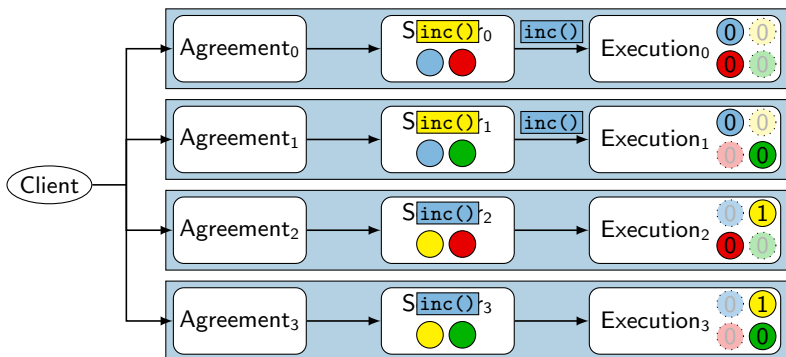 Agreement0 Sinc()r0 inc() Execution0 0 0
0 0
Agreement1 Sinc()r1 inc() Execution1 0 0
0 0
Client
Agreement2 Sinc()r2 Execution2 0 1
0 0
Agreement3 Sinc()r3 Execution3 0 1
0 0